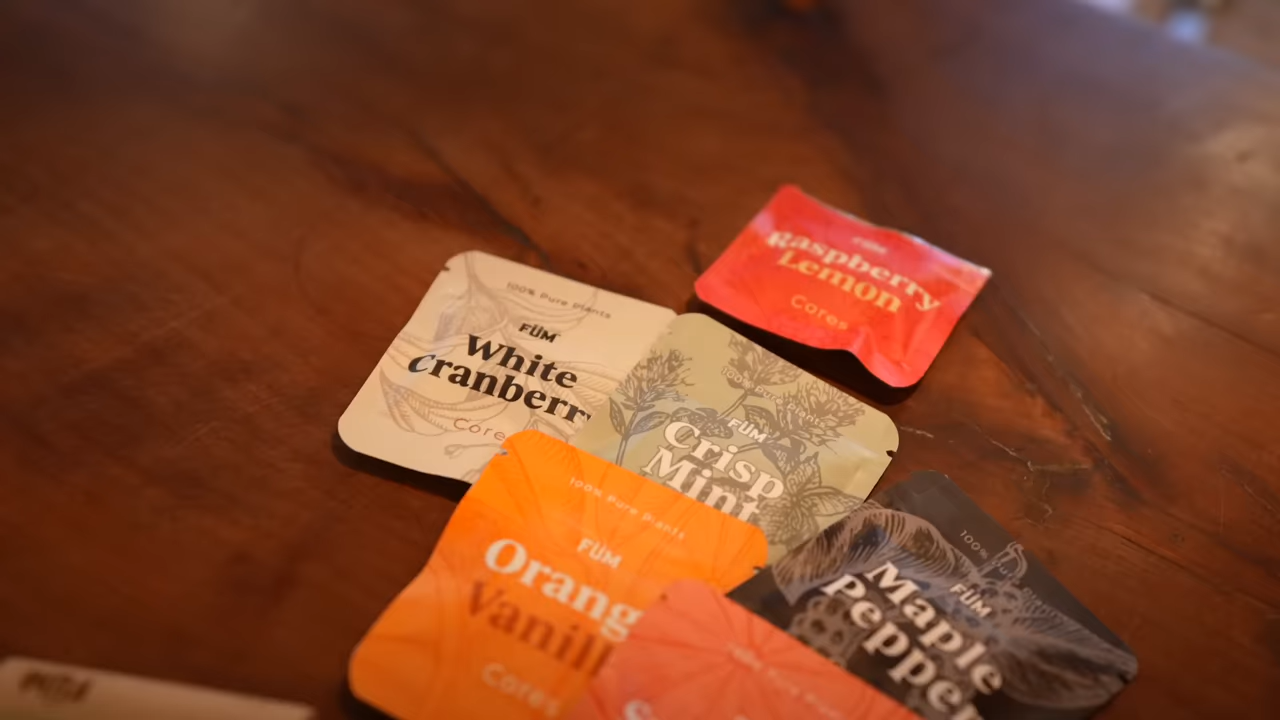 FÜM
Raspberry
Lemon
Cores
100% Pure Plants
FÜM
White
Cranberr
Core
100% Pure Plants
FÜM
Crisp
Mint
100% Pure Plants
FÜM
Orang
Vanill
Cores
100%
FÜM
Maple
Pepper
Pure